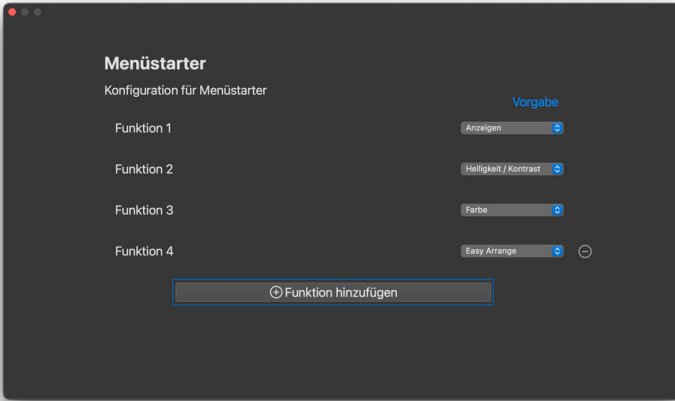 Menüstarter
Konfiguration für Menüstarter
Vorgabe
Funktion 1 Anzeigen
Funktion 2 Helligkeit / Kontrast
Funktion 3 Farbe
Funktion 4 Easy Arrange
Funktion hinzufügen